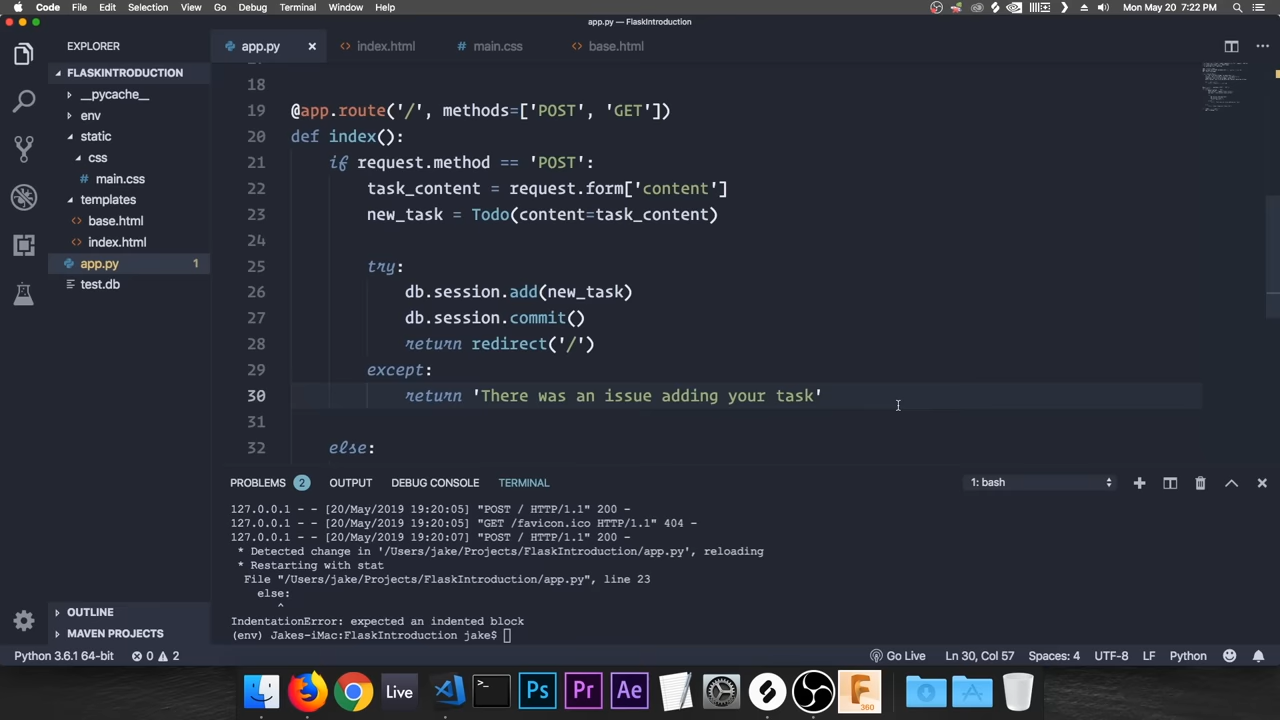 Code File Edit Selection View Go Debug Terminal Window Help
Mon May 20 7:22 PM
app.py — FlaskIntroduction
EXPLORER
FLASKINTRODUCTION
__pycache__
env
static
css
# main.css
templates
<> base.html
<> index.html
app.py 1
test.db
OUTLINE
MAVEN PROJECTS
app.py × <> index.html # main.css <> base.html
18
19 @app.route('/', methods=['POST', 'GET'])
20 def index():
21 if request.method == 'POST':
22 task_content = request.form['content']
23 new_task = Todo(content=task_content)
24
25 try:
26 db.session.add(new_task)
27 db.session.commit()
28 return redirect('/')
29 except:
30 return 'There was an issue adding your task'
31
32 else:
PROBLEMS 2 OUTPUT DEBUG CONSOLE TERMINAL 1: bash
127.0.0.1 - - [20/May/2019 19:20:05] "POST / HTTP/1.1" 200 -
127.0.0.1 - - [20/May/2019 19:20:05] "GET /favicon.ico HTTP/1.1" 404 -
127.0.0.1 - - [20/May/2019 19:20:07] "POST / HTTP/1.1" 200 -
* Detected change in '/Users/jake/Projects/FlaskIntroduction/app.py', reloading
* Restarting with stat
File "/Users/jake/Projects/FlaskIntroduction/app.py", line 23
else:
^
IndentationError: expected an indented block
(env) Jakes-iMac:FlaskIntroduction jake$
Python 3.6.1 64-bit 0 2 Go Live Ln 30, Col 57 Spaces: 4 UTF-8 LF Python
Live >_ Ps Pr Ae F 360